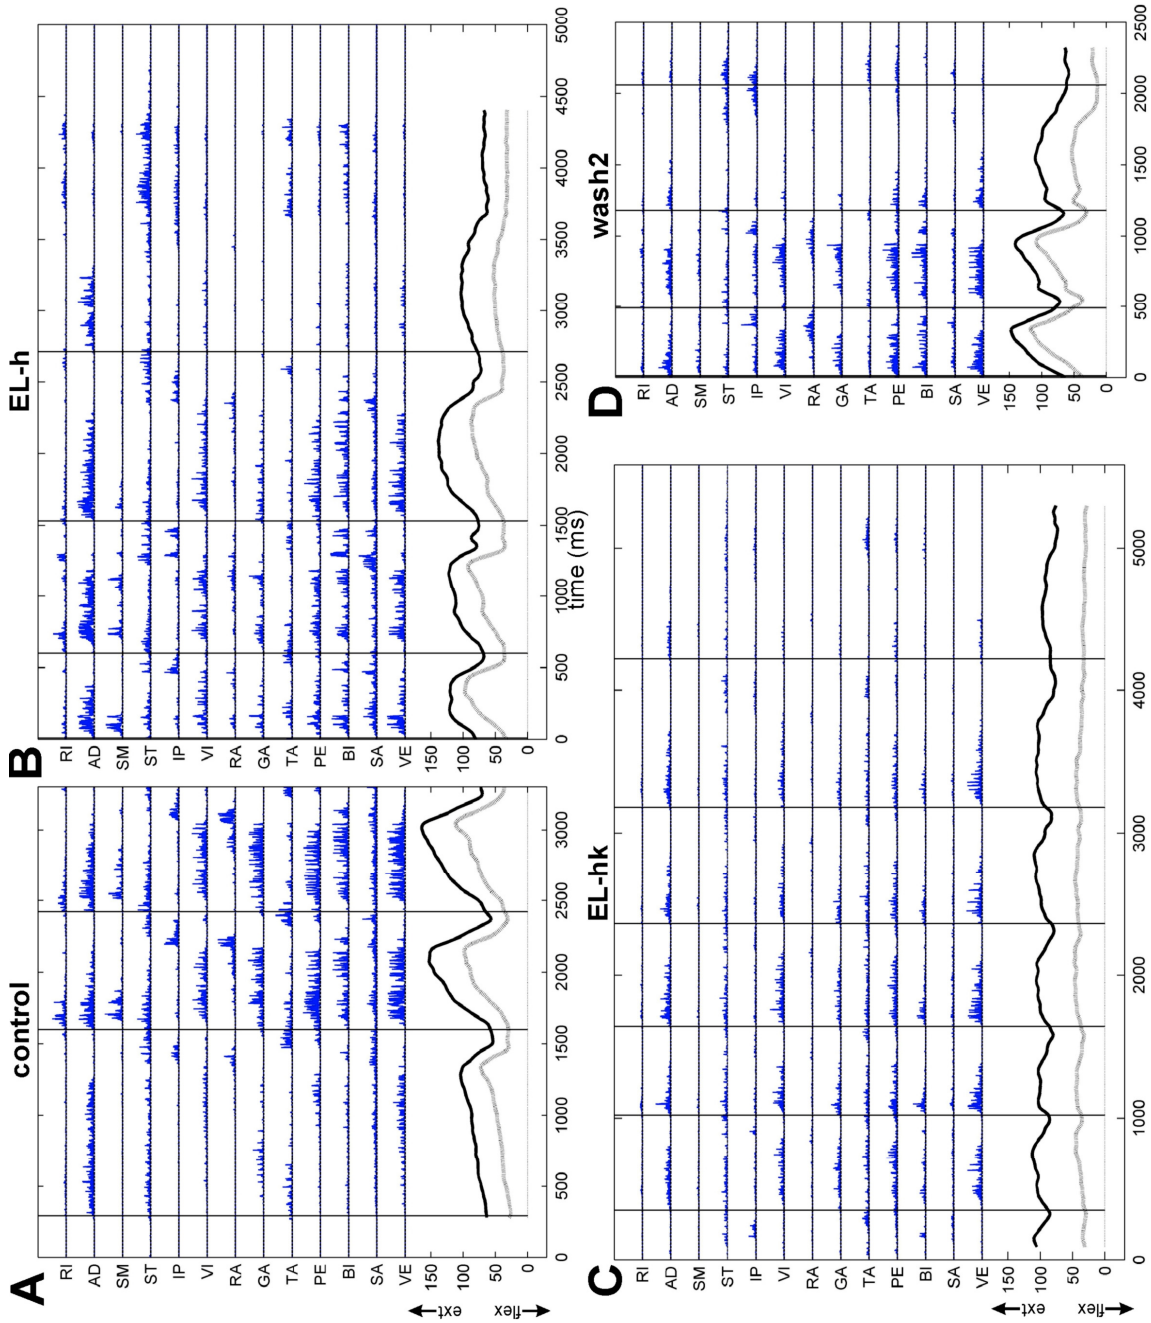 A
control
RI
AD
SM
ST
IP
VI
RA
GA
TA
PE
BI
SA
VE
150
100
50
0
ext
flex
0 500 1000 1500 2000 2500 3000
B
EL-h
RI
AD
SM
ST
IP
VI
RA
GA
TA
PE
BI
SA
VE
150
100
50
0
0 500 1000 1500 2000 2500 3000 3500 4000 4500 5000
time (ms)
C
EL-hk
RI
AD
SM
ST
IP
VI
RA
GA
TA
PE
BI
SA
VE
150
100
50
0
ext
flex
0 1000 2000 3000 4000 5000
D
wash2
RI
AD
SM
ST
IP
VI
RA
GA
TA
PE
BI
SA
VE
150
100
50
0
0 500 1000 1500 2000 2500